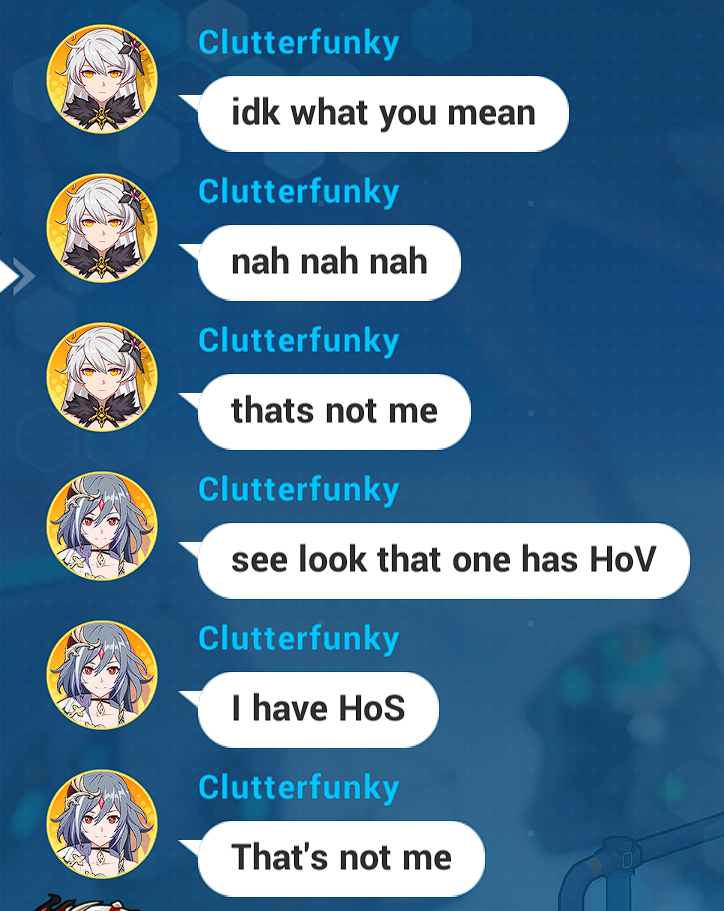 Clutterfunky
idk what you mean
Clutterfunky
nah nah nah
Clutterfunky
thats not me
Clutterfunky
see look that one has HoV
Clutterfunky
I have HoS
Clutterfunky
That's not me